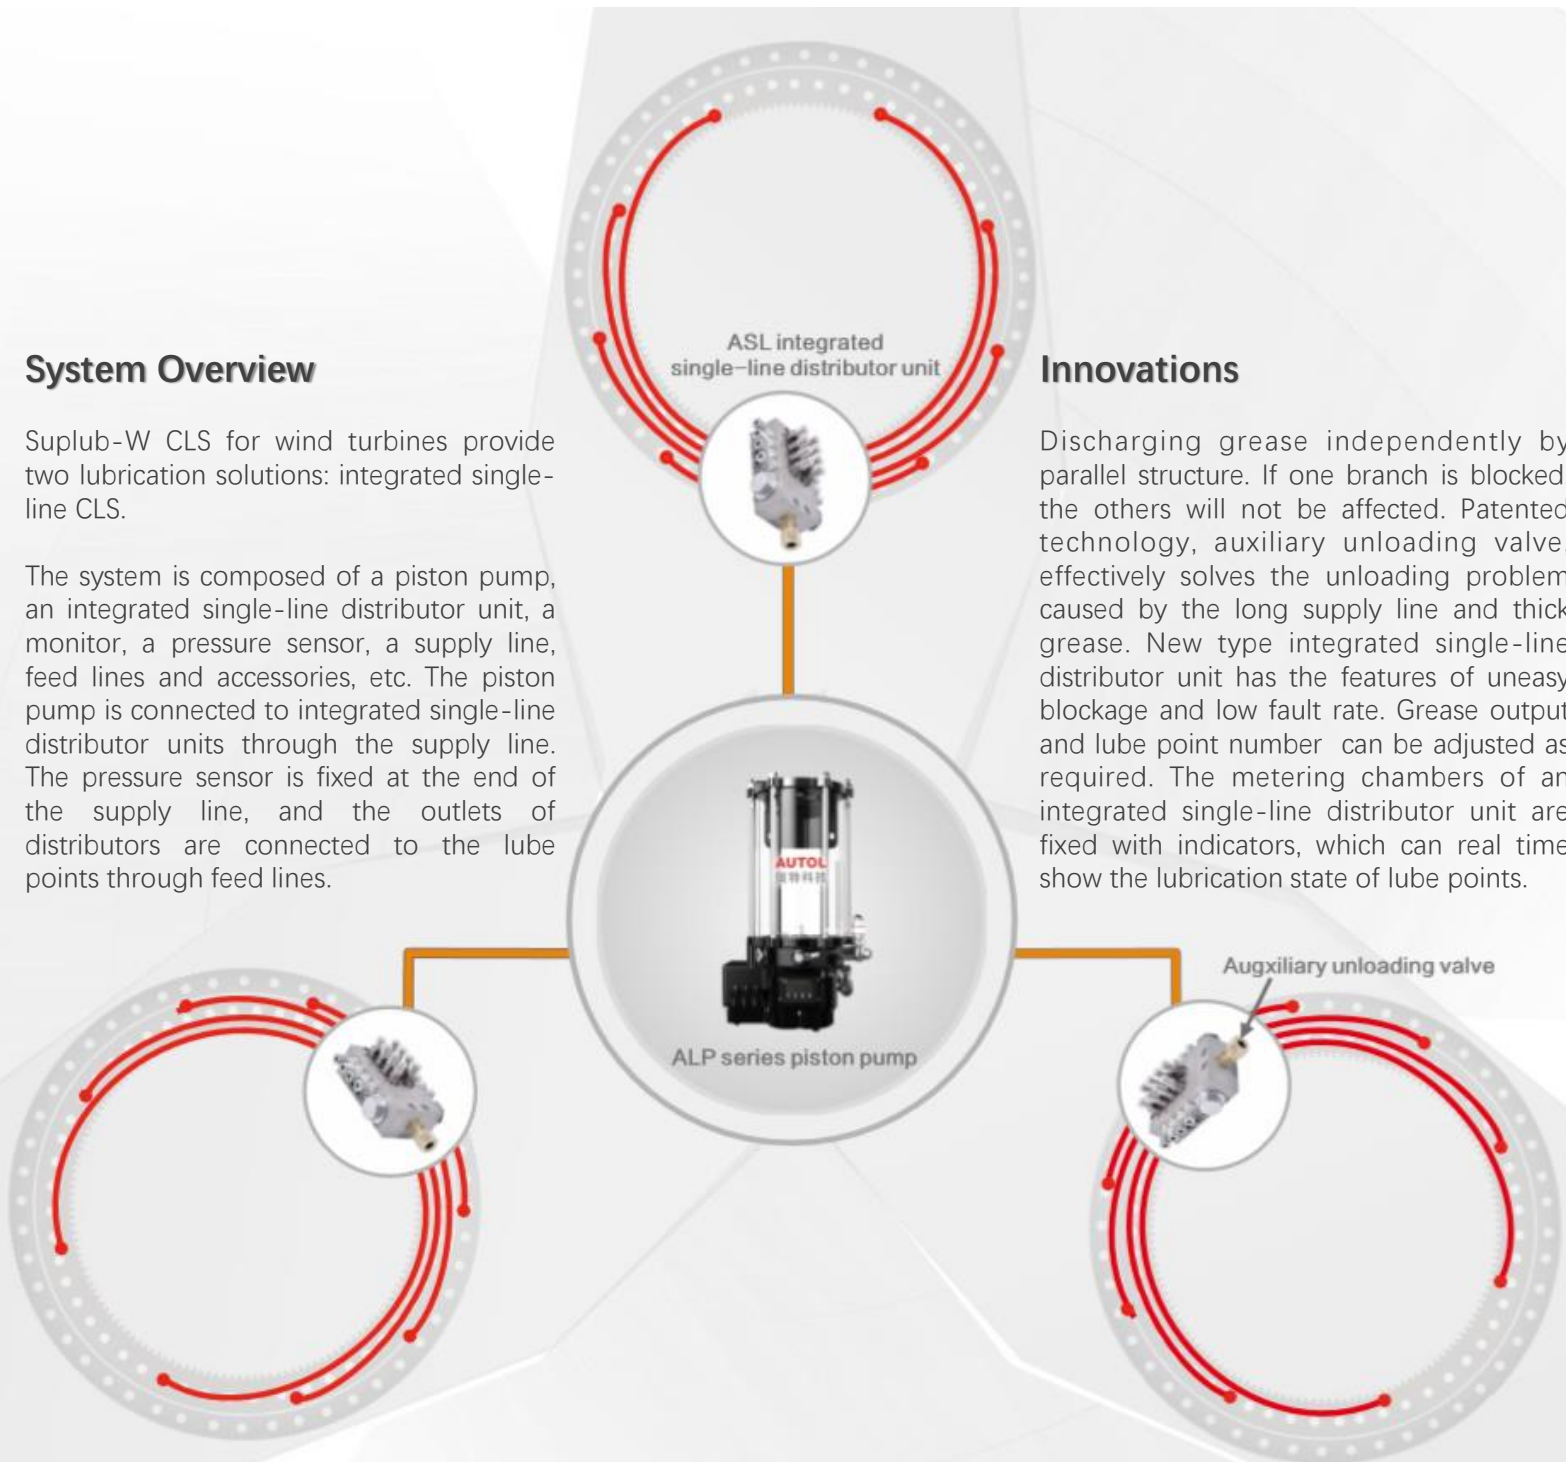 ASL integrated
single-line distributor unit
System Overview
Suplub-W CLS for wind turbines provide
two lubrication solutions: integrated single-
line CLS.
The system is composed of a piston pump,
an integrated single-line distributor unit, a
monitor, a pressure sensor, a supply line,
feed lines and accessories, etc. The piston
pump is connected to integrated single-line
distributor units through the supply line.
The pressure sensor is fixed at the end of
the supply line, and the outlets of
distributors are connected to the lube
points through feed lines.
Innovations
Discharging grease independently by
parallel structure. If one branch is blocked,
the others will not be affected. Patented
technology, auxiliary unloading valve,
effectively solves the unloading problem
caused by the long supply line and thick
grease. New type integrated single-line
distributor unit has the features of uneasy
blockage and low fault rate. Grease output
and lube point number can be adjusted as
required. The metering chambers of an
integrated single-line distributor unit are
fixed with indicators, which can real time
show the lubrication state of lube points.
AUTOL
ALP series piston pump
Augxiliary unloading valve